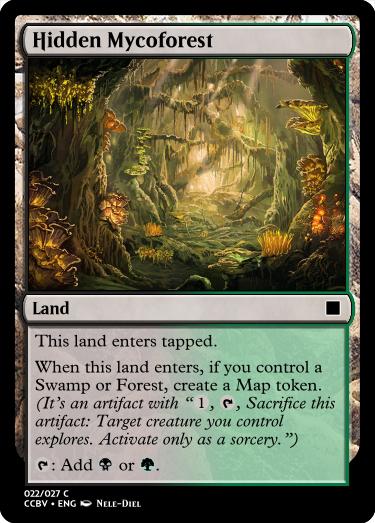 Hidden Mycoforest
Land
This land enters tapped.
When this land enters, if you control a
Swamp or Forest, create a Map token.
(It's an artifact with “1, , Sacrifice this
artifact: Target creature you control
explores. Activate only as a sorcery.”)
: Add or .
022/027 C
CCBV • ENG Nele-Diel